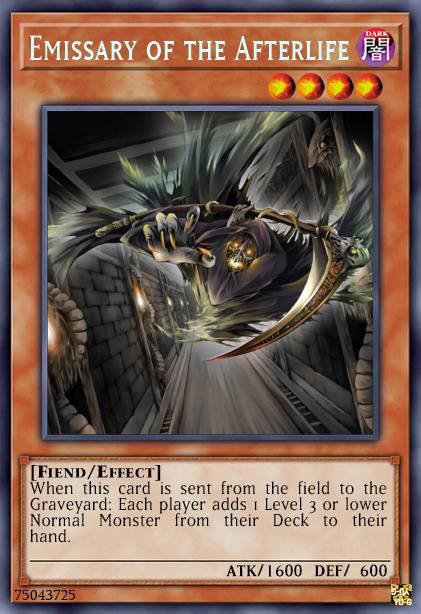 EMISSARY OF THE AFTERLIFE
DARK
闇
[FIEND/EFFECT]
When this card is sent from the field to the
Graveyard: Each player adds 1 Level 3 or lower
Normal Monster from their Deck to their
hand.
ATK/1600 DEF/ 600
75043725